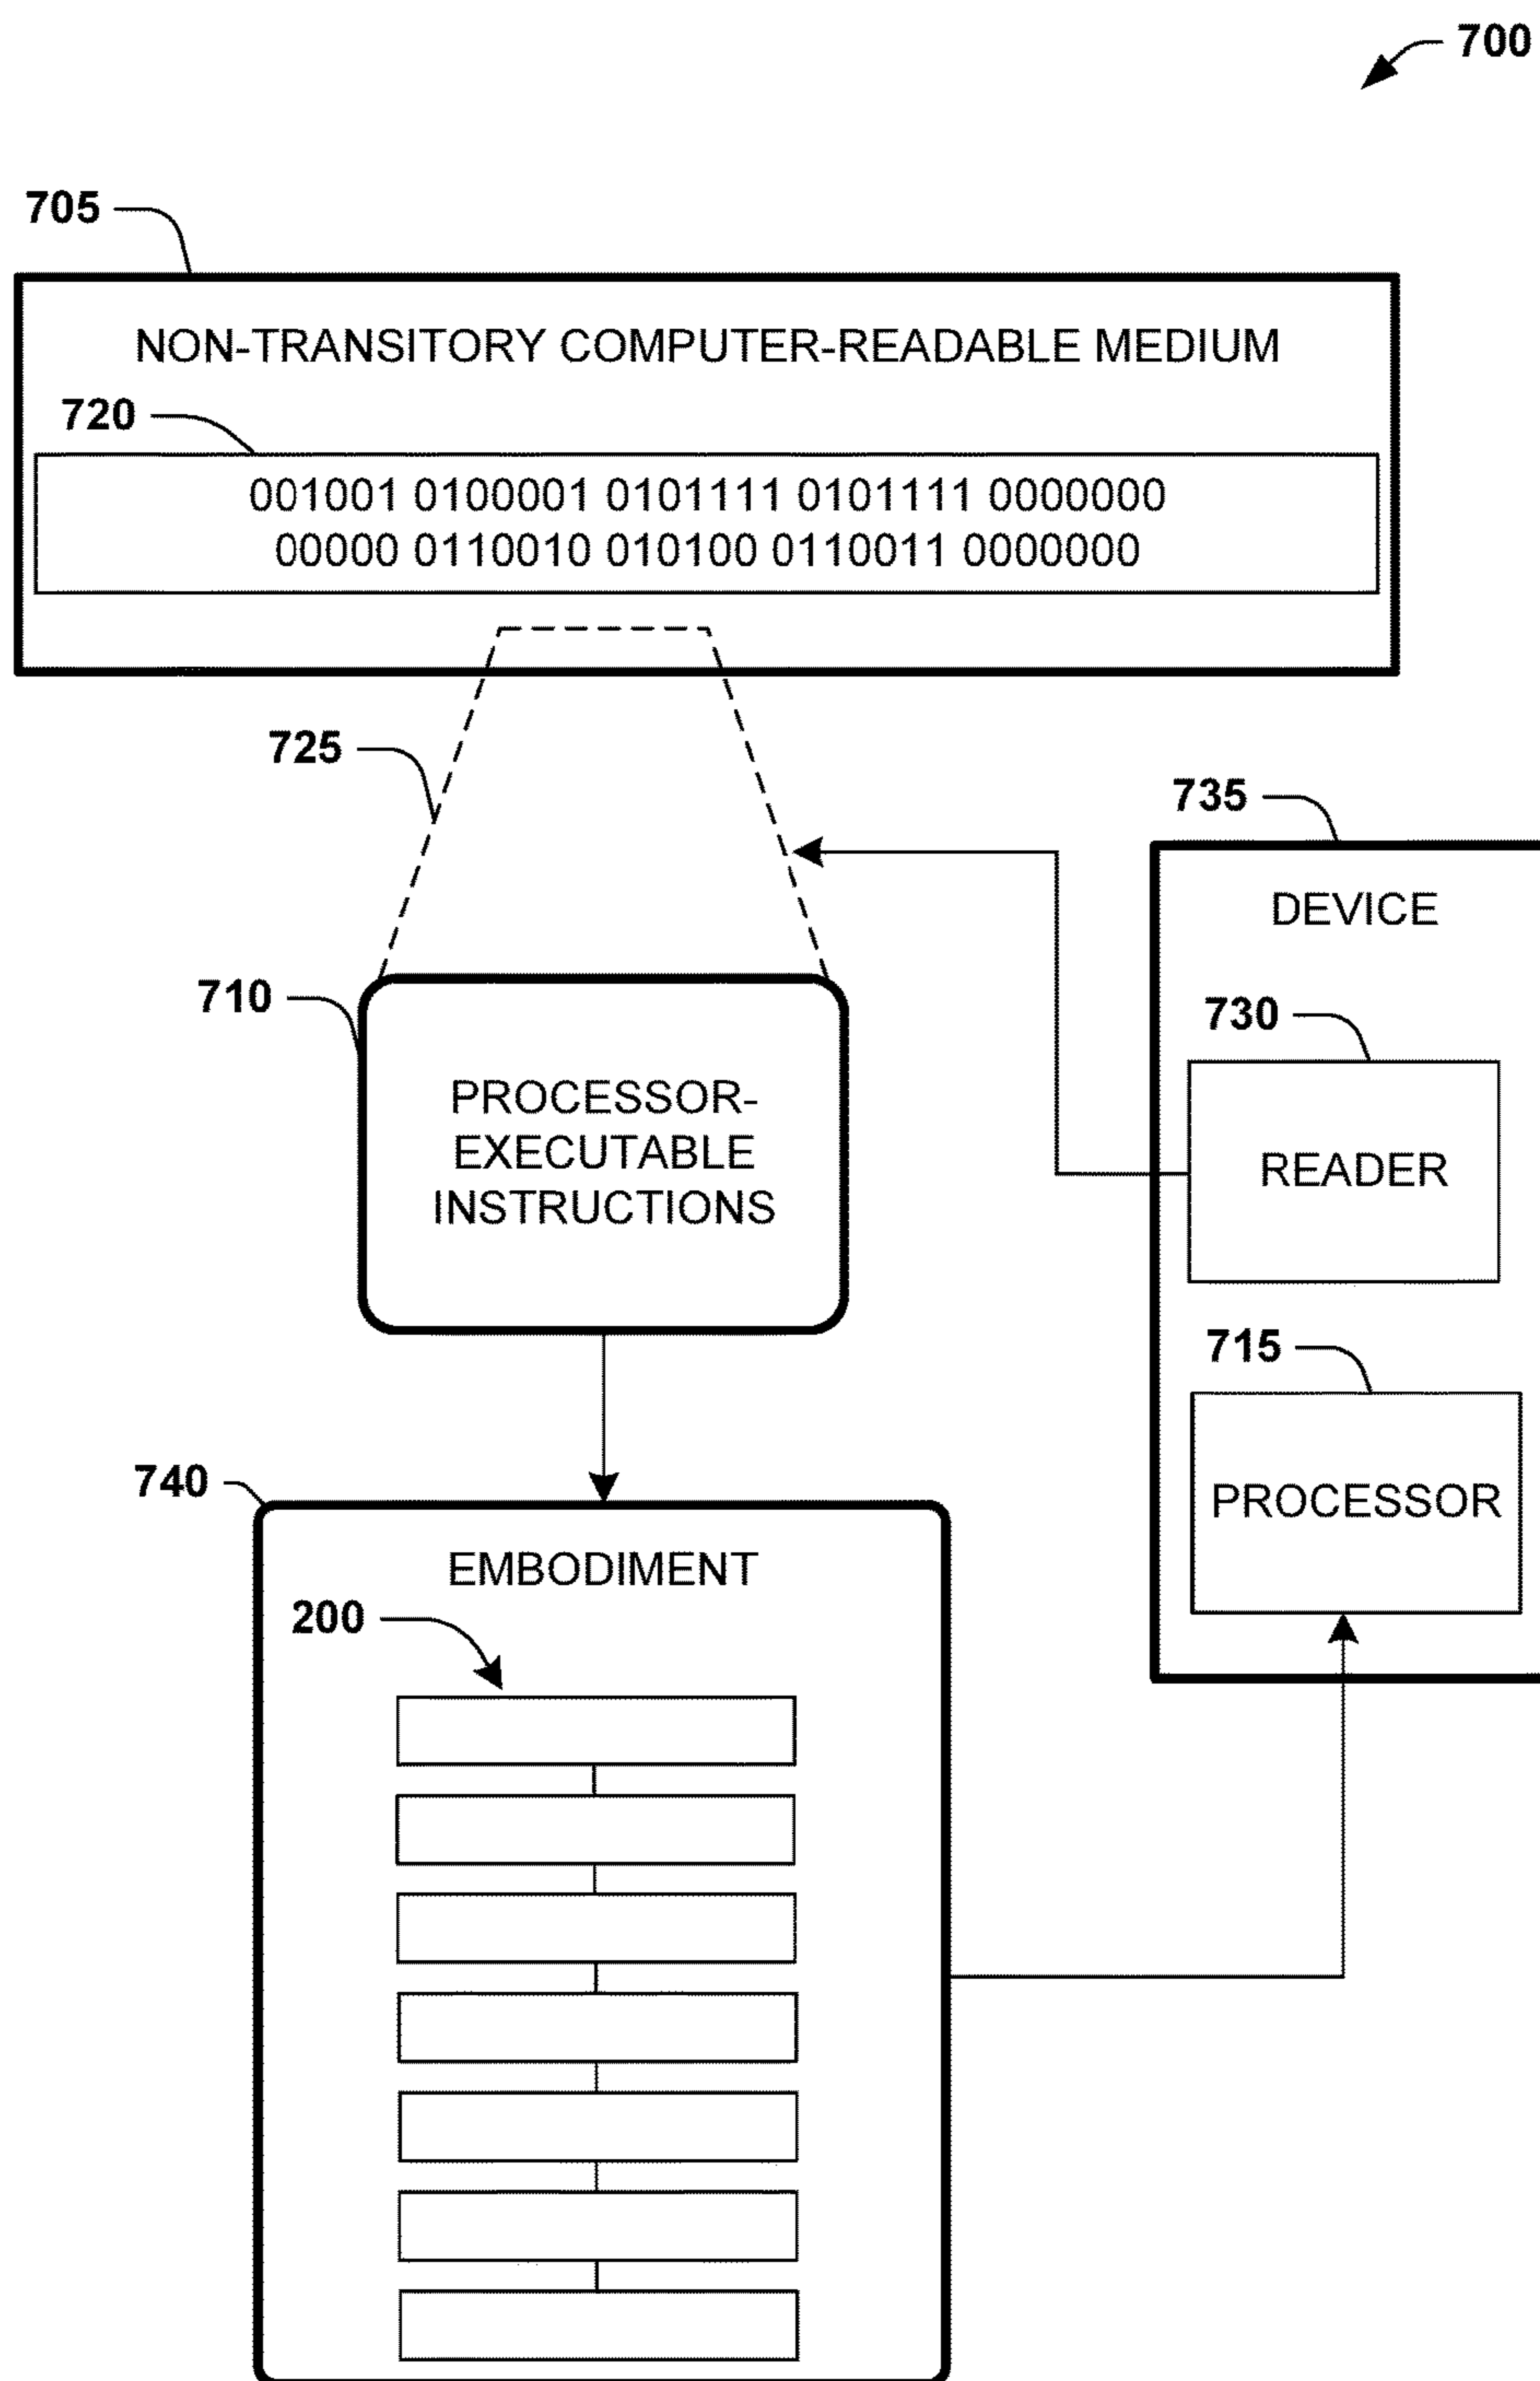 700
705
NON-TRANSITORY COMPUTER-READABLE MEDIUM
720
001001 0100001 0101111 0101111 0000000
00000 0110010 010100 0110011 0000000
725
735
DEVICE
710
730
PROCESSOR-
EXECUTABLE
INSTRUCTIONS
READER
715
740
PROCESSOR
EMBODIMENT
200